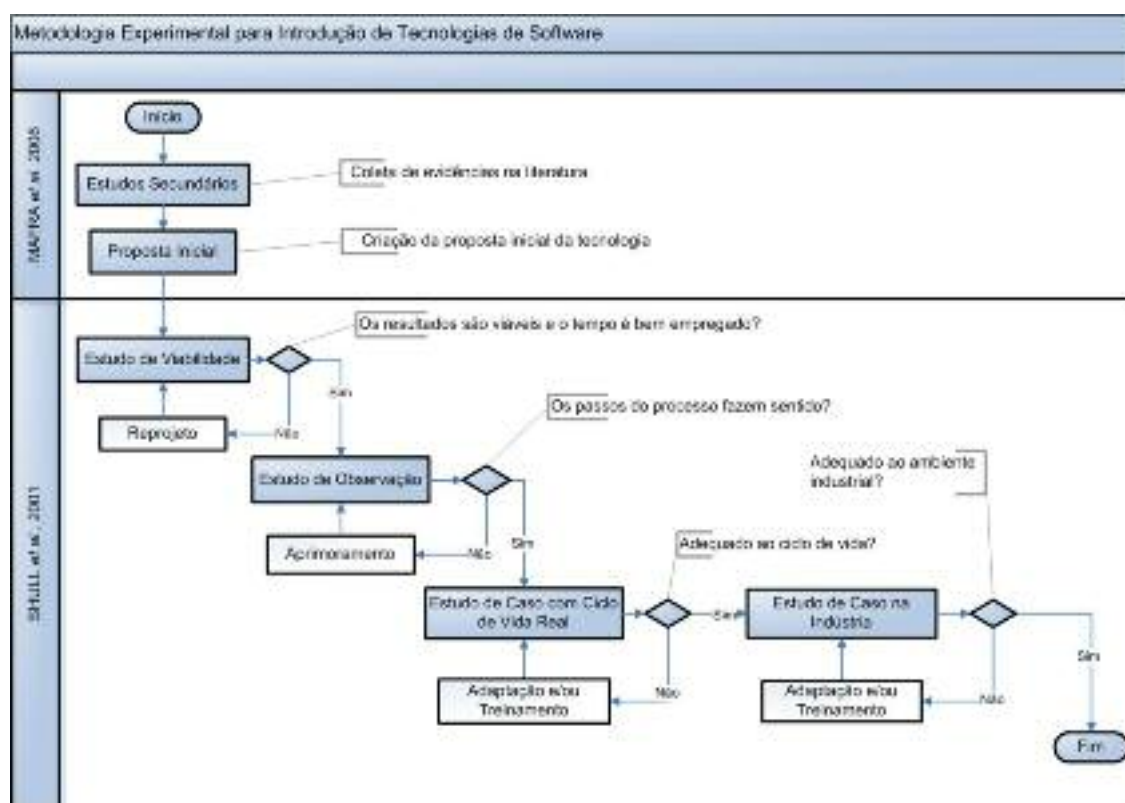 Metodologia Experimental para Introdução de Tecnologias de Software
MAFRA et al. 2006
Início
Estudos Secundários
Coleta de evidências na literatura
Proposta Inicial
Criação da proposta inicial da tecnologia
SHULL et al., 2001
Os resultados são viáveis e o tempo é bem empregado?
Estudo de Viabilidade
Sim
Não
Reprojeto
Os passos do processo fazem sentido?
Estudo de Observação
Sim
Não
Aprimoramento
Adequado ao ciclo de vida?
Estudo de Caso com Ciclo
de Vida Real
Sim
Não
Adaptação e/ou
Treinamento
Adequado ao ambiente
industrial?
Estudo de Caso na
Indústria
Sim
Não
Adaptação e/ou
Treinamento
Fim